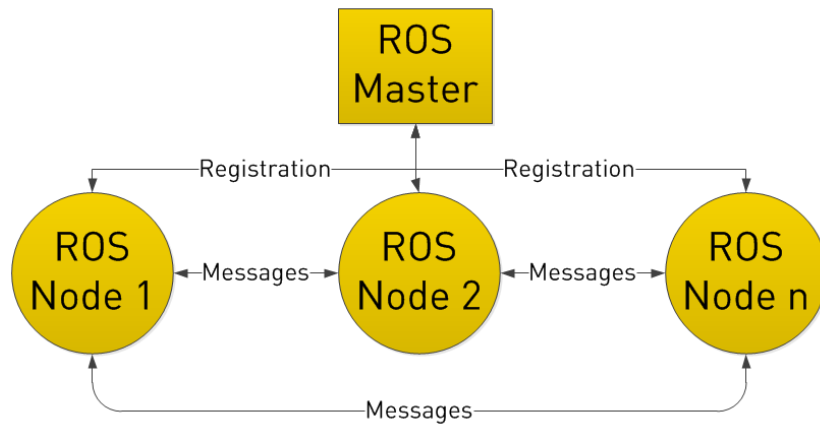 ROS
Master
Registration
Registration
ROS
Node 1
Messages
ROS
Node 2
Messages
ROS
Node n
Messages